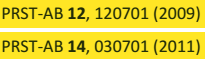 PRST-AB 12, 120701 (2009)
PRST-AB 14, 030701 (2011)